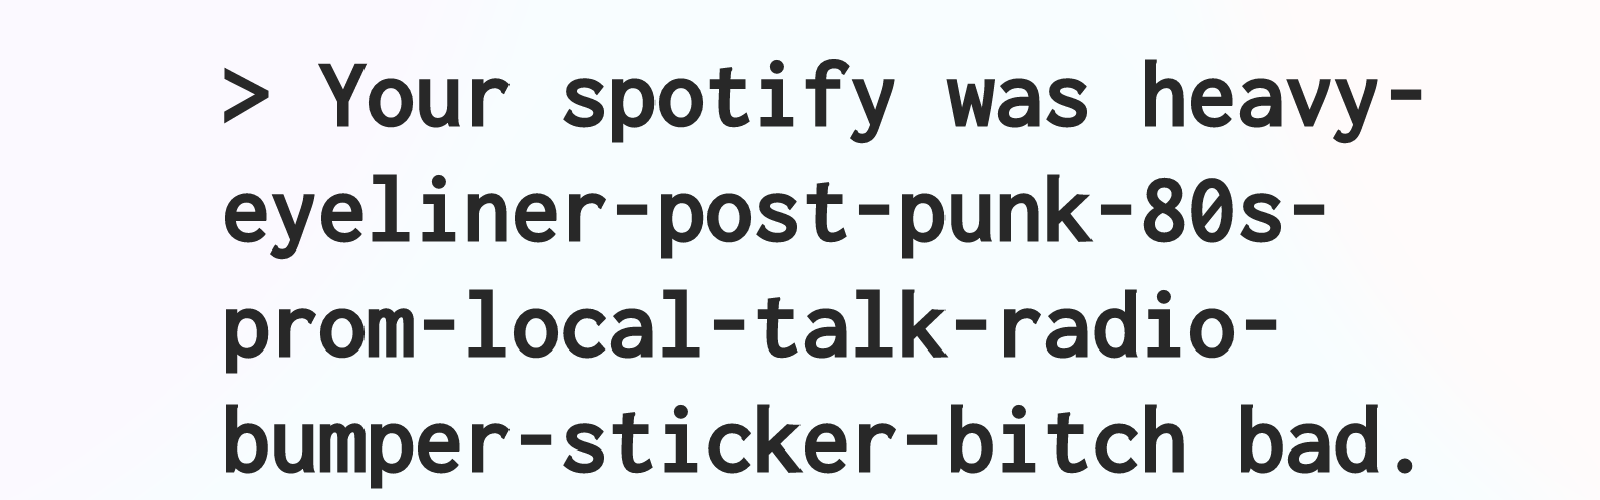 > Your spotify was heavy-
eyeliner-post-punk-80s-
prom-local-talk-radio-
bumper-sticker-bitch bad.